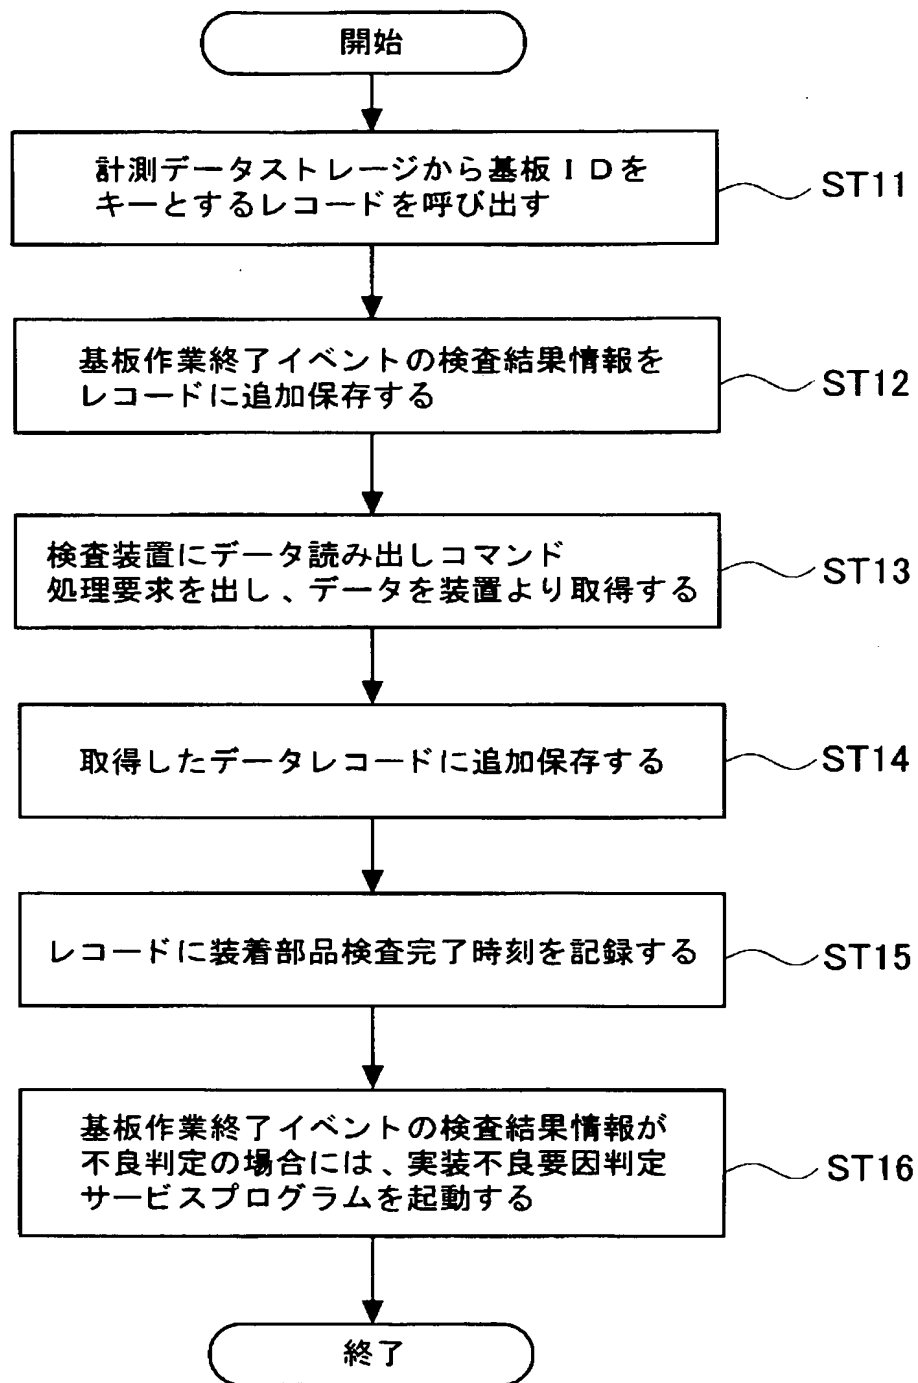 開始
計測データストレージから基板ＩＤを
キーとするレコードを呼び出す
ST11
基板作業終了イベントの検査結果情報を
レコードに追加保存する
ST12
検査装置にデータ読み出しコマンド
処理要求を出し、データを装置より取得する
ST13
取得したデータレコードに追加保存する
ST14
レコードに装着部品検査完了時刻を記録する
ST15
基板作業終了イベントの検査結果情報が
不良判定の場合には、実装不良要因判定
サービスプログラムを起動する
ST16
終了